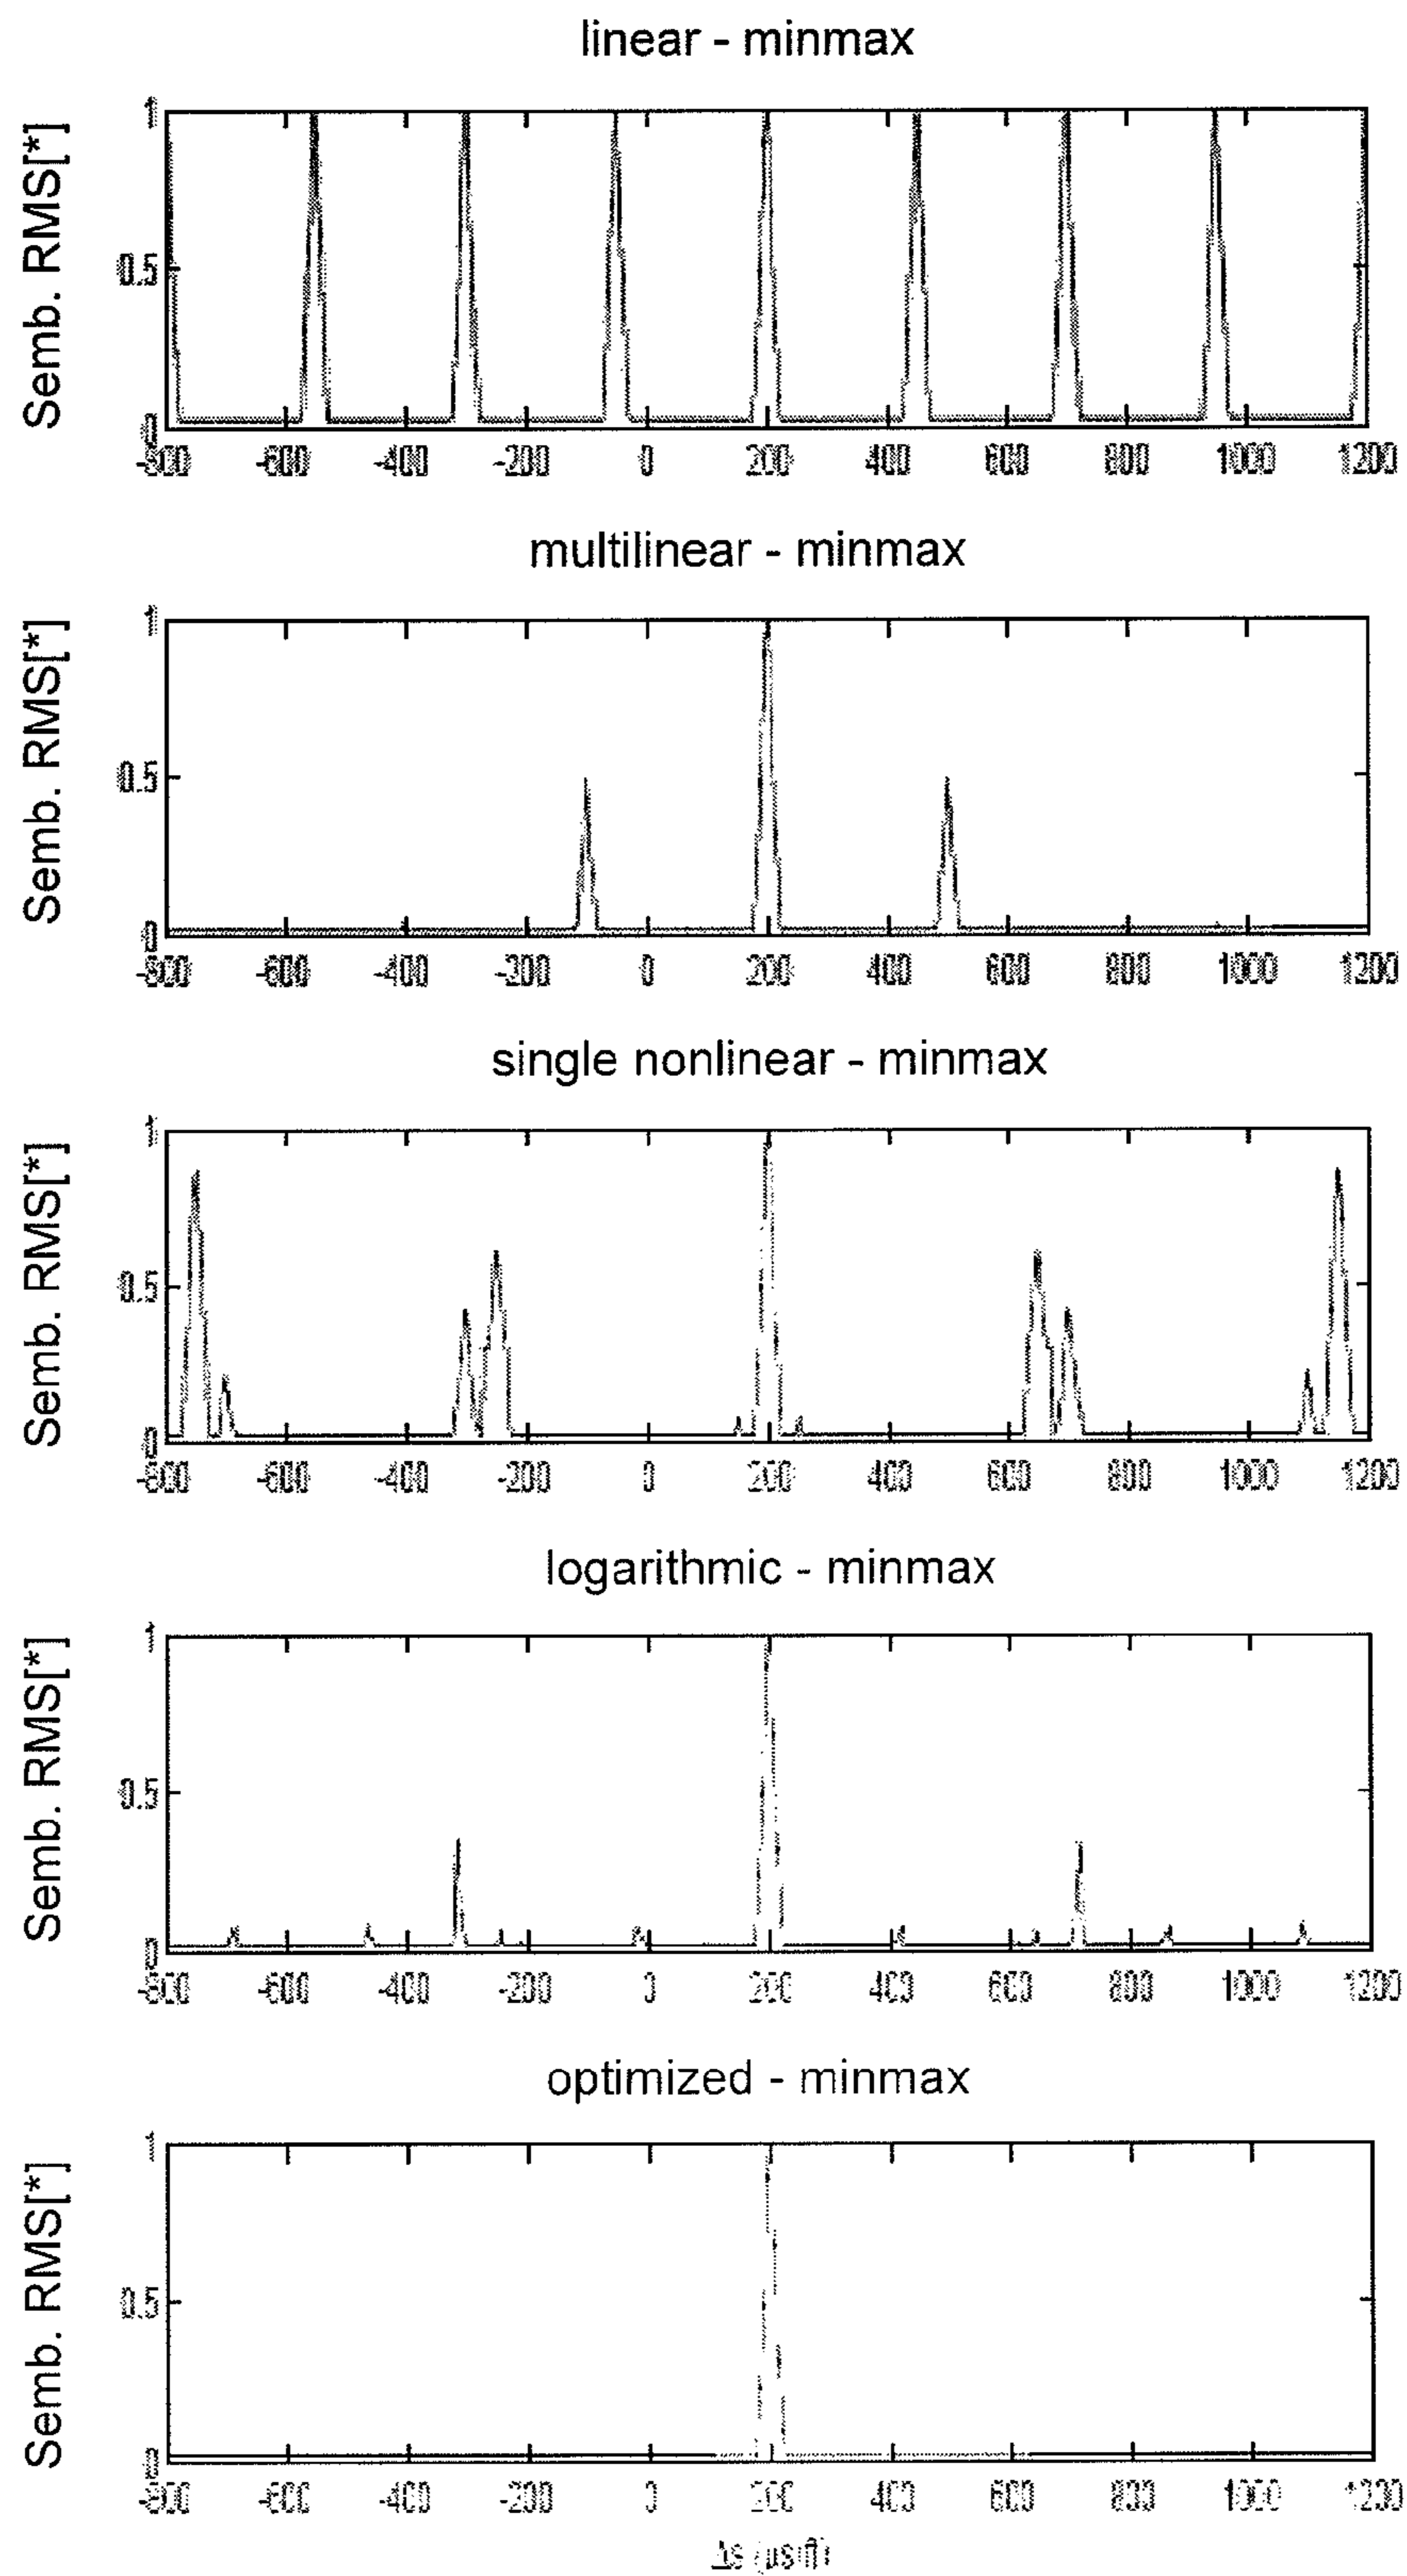 linear - minmax
Semb. RMS[*]
1
0.5
0
-800 -600 -400 -200 0 200 400 600 800 1000 1200
multilinear - minmax
Semb. RMS[*]
1
0.5
0
-800 -600 -400 -200 0 200 400 600 800 1000 1200
single nonlinear - minmax
Semb. RMS[*]
1
0.5
0
-800 -600 -400 -200 0 200 400 600 800 1000 1200
logarithmic - minmax
Semb. RMS[*]
1
0.5
0
-800 -600 -400 -200 0 200 400 600 800 1000 1200
optimized - minmax
Semb. RMS[*]
1
0.5
0
-800 -600 -400 -200 0 200 400 600 800 1000 1200
Δs (μs/ft)